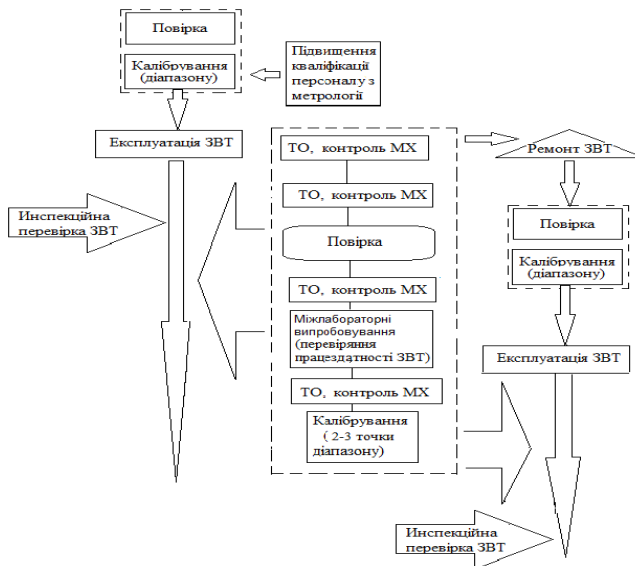 Повірка
Калібрування
(діапазону)
Підвищення
кваліфікації
персоналу з
метрології
Експлуатація ЗВТ
Инспекційна
перевірка ЗВТ
ТО, контроль МХ
ТО, контроль МХ
Повірка
ТО, контроль МХ
Міжлабораторні
випробовування
(перевіряння
працездатності ЗВТ)
ТО, контроль МХ
Калібрування
( 2-3 точки
діапазону)
Ремонт ЗВТ
Повірка
Калібрування
(діапазону)
Експлуатація ЗВТ
Инспекційна
перевірка ЗВТ